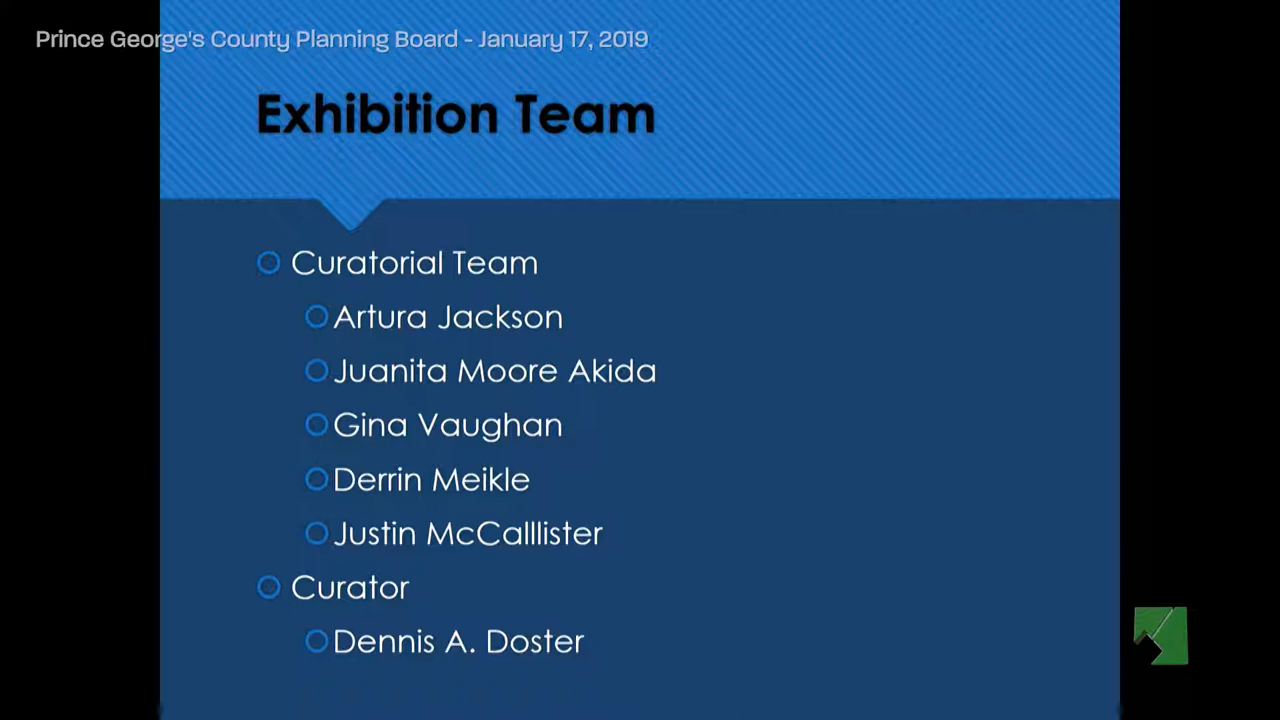 Prince George's County Planning Board - January 17, 2019
Exhibition Team
Curatorial Team
Artura Jackson
Juanita Moore Akida
Gina Vaughan
Derrin Meikle
Justin McCalllister
Curator
Dennis A. Doster